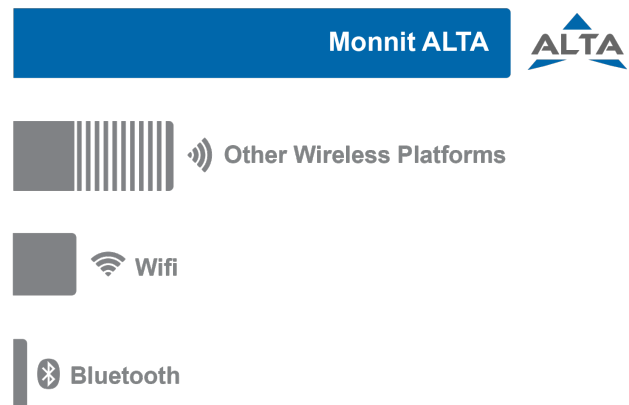 Monnit ALTA
ALTA
Other Wireless Platforms
Wifi
Bluetooth